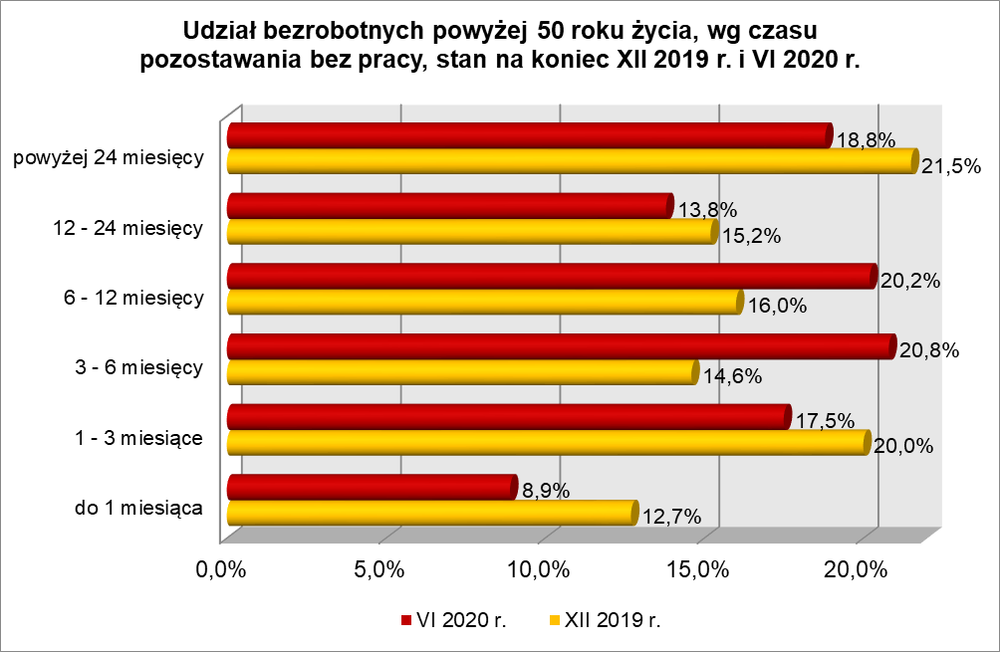 Udział bezrobotnych powyżej 50 roku życia, wg czasu
pozostawania bez pracy, stan na koniec XII 2019 r. i VI 2020 r.
powyżej 24 miesięcy
18,8%
21,5%
12 - 24 miesięcy
13,8%
15,2%
6 - 12 miesięcy
20,2%
16,0%
3 - 6 miesięcy
20,8%
14,6%
1 - 3 miesiące
17,5%
20,0%
do 1 miesiąca
8,9%
12,7%
0,0% 5,0% 10,0% 15,0% 20,0%
VI 2020 r. XII 2019 r.